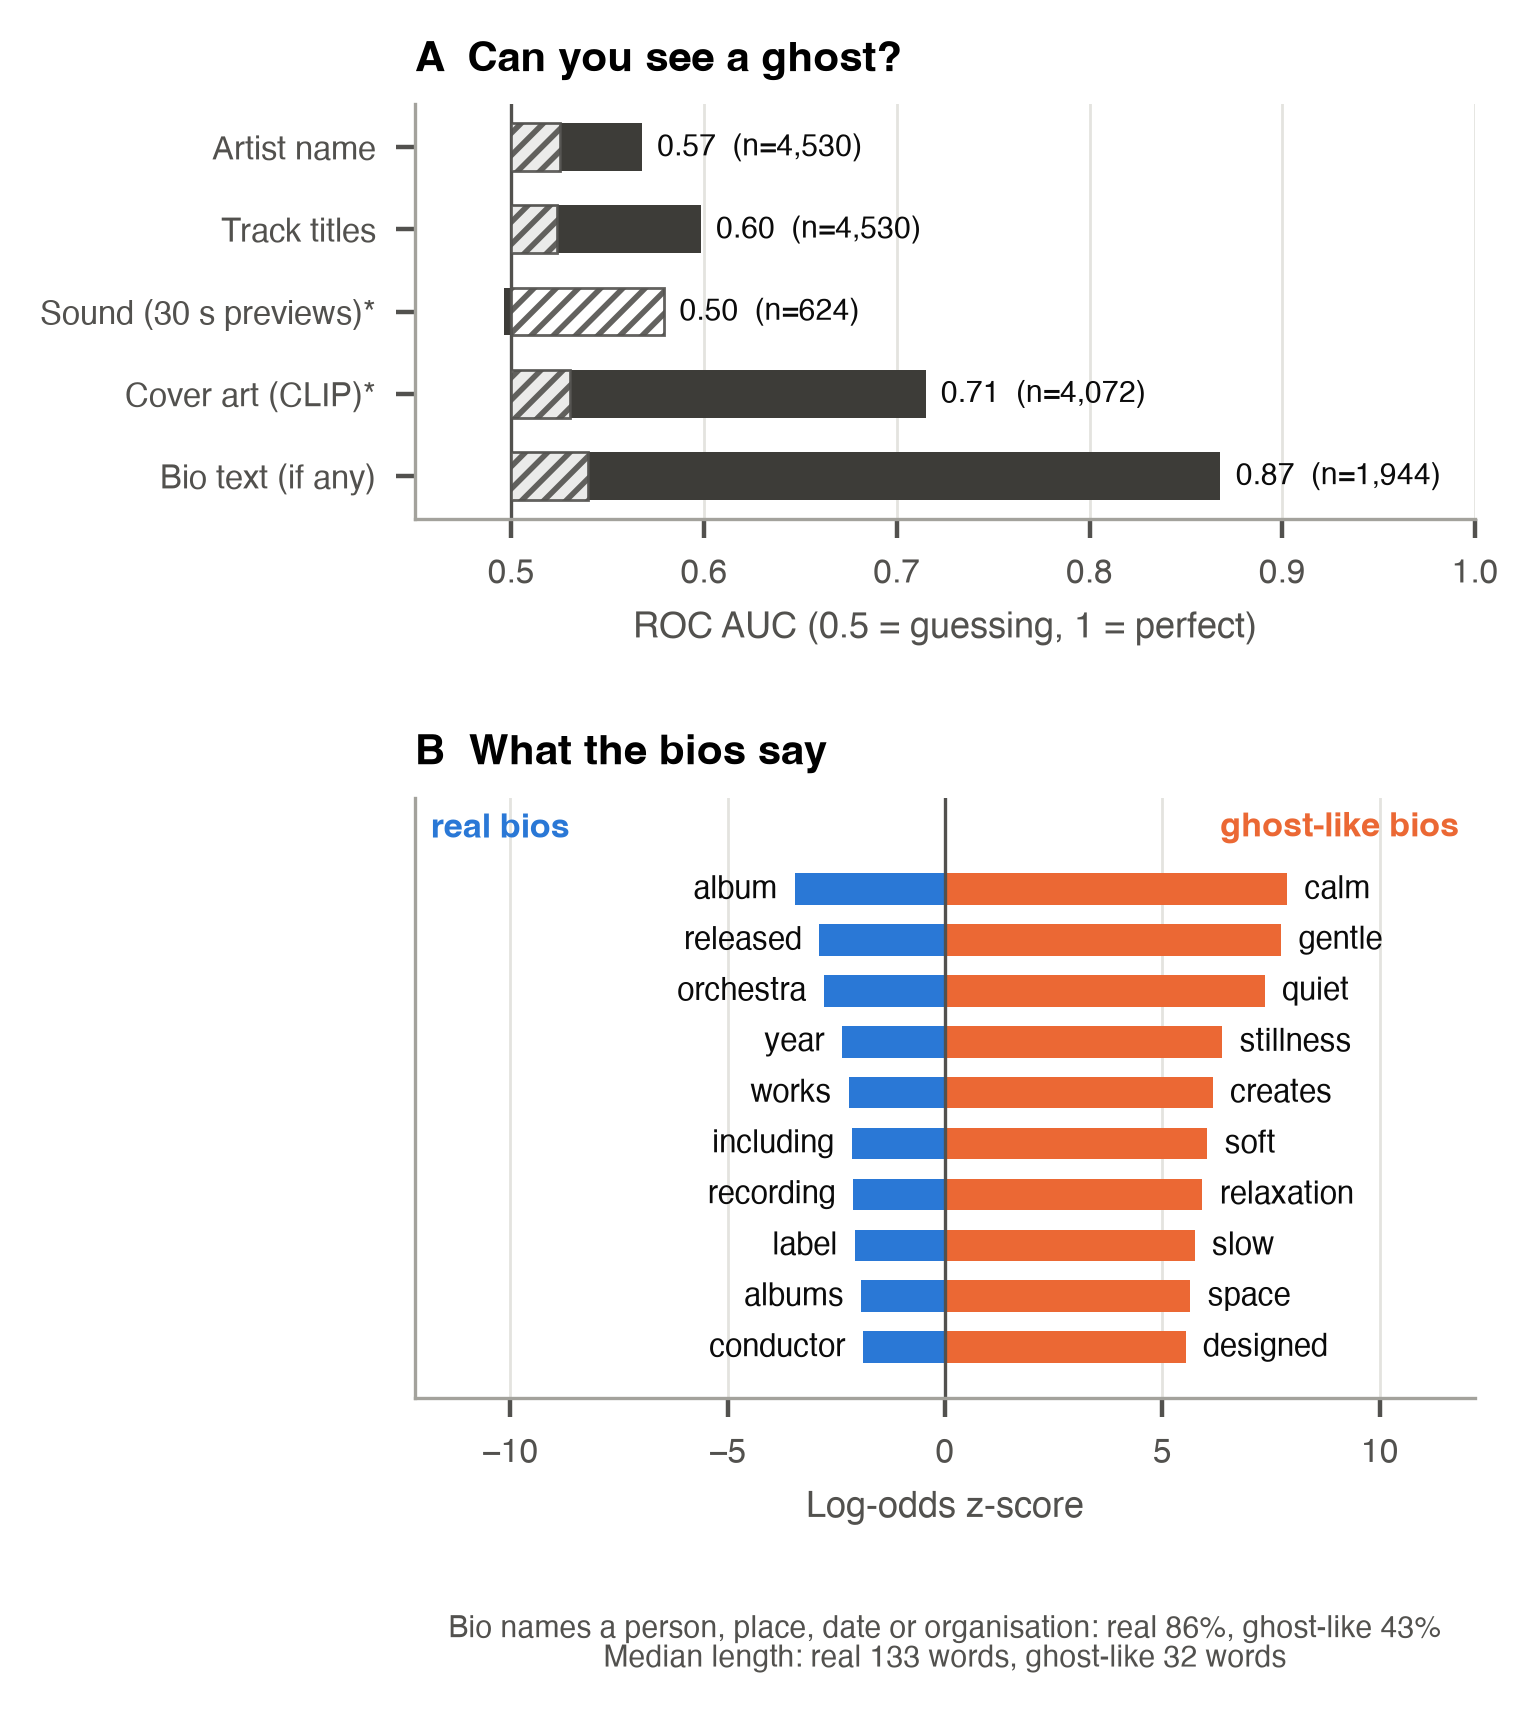 A Can you see a ghost?
Artist name
0.57 (n=4,530)
Track titles
0.60 (n=4,530)
Sound (30 s previews)*
0.50 (n=624)
Cover art (CLIP)*
0.71 (n=4,072)
Bio text (if any)
0.87 (n=1,944)
0.5 0.6 0.7 0.8 0.9 1.0
ROC AUC (0.5 = guessing, 1 = perfect)
B What the bios say
real bios ghost-like bios
album calm
released gentle
orchestra quiet
year stillness
works creates
including soft
recording relaxation
label slow
albums space
conductor designed
−10 −5 0 5 10
Log-odds z-score
Bio names a person, place, date or organisation: real 86%, ghost-like 43%
Median length: real 133 words, ghost-like 32 words